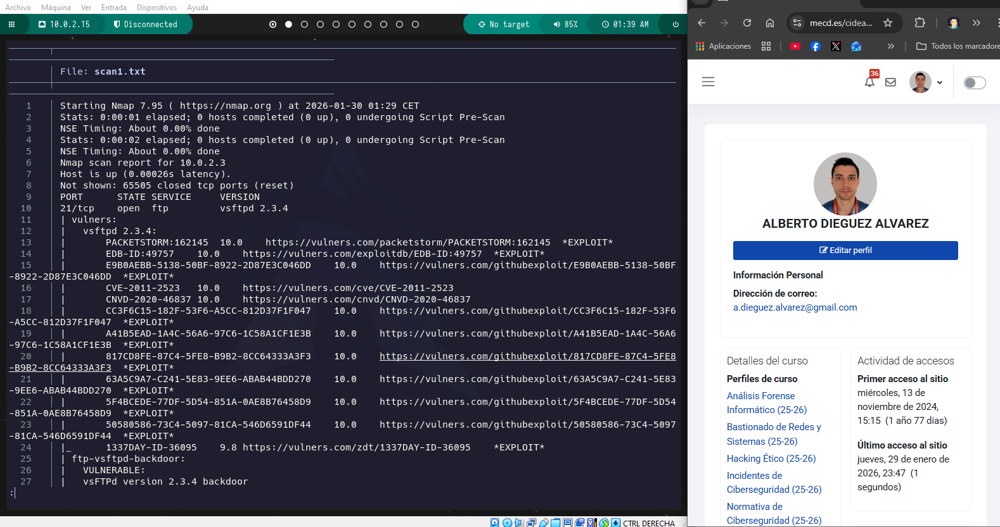 Archivo Máquina Ver Entrada Dispositivos Ayuda
10.0.2.15 Disconnected No target 85% 01:39 AM
File: scan1.txt
1 Starting Nmap 7.95 ( https://nmap.org ) at 2026-01-30 01:29 CET
2 Stats: 0:00:01 elapsed; 0 hosts completed (0 up), 0 undergoing Script Pre-Scan
3 NSE Timing: About 0.00% done
4 Stats: 0:00:02 elapsed; 0 hosts completed (0 up), 0 undergoing Script Pre-Scan
5 NSE Timing: About 0.00% done
6 Nmap scan report for 10.0.2.3
7 Host is up (0.00026s latency).
8 Not shown: 65505 closed tcp ports (reset)
9 PORT STATE SERVICE VERSION
10 21/tcp open ftp vsftpd 2.3.4
11 | vulners:
12 | vsftpd 2.3.4:
13 | PACKETSTORM:162145 10.0 https://vulners.com/packetstorm/PACKETSTORM:162145 *EXPLOIT*
14 | EDB-ID:49757 10.0 https://vulners.com/exploitdb/EDB-ID:49757 *EXPLOIT*
15 | E9B0AEBB-5138-50BF-8922-2D87E3C046DD 10.0 https://vulners.com/githubexploit/E9B0AEBB-5138-50BF
-8922-2D87E3C046DD *EXPLOIT*
16 | CVE-2011-2523 10.0 https://vulners.com/cve/CVE-2011-2523
17 | CNVD-2020-46837 10.0 https://vulners.com/cnvd/CNVD-2020-46837
18 | CC3F6C15-182F-53F6-A5CC-812D37F1F047 10.0 https://vulners.com/githubexploit/CC3F6C15-182F-53F6
-A5CC-812D37F1F047 *EXPLOIT*
19 | A41B5EAD-1A4C-56A6-97C6-1C58A1CF1E3B 10.0 https://vulners.com/githubexploit/A41B5EAD-1A4C-56A6
-97C6-1C58A1CF1E3B *EXPLOIT*
20 | 817CD8FE-87C4-5FE8-B9B2-8CC64333A3F3 10.0 https://vulners.com/githubexploit/817CD8FE-87C4-5FE8
-B9B2-8CC64333A3F3 *EXPLOIT*
21 | 63A5C9A7-C241-5E83-9EE6-ABAB44BDD270 10.0 https://vulners.com/githubexploit/63A5C9A7-C241-5E83
-9EE6-ABAB44BDD270 *EXPLOIT*
22 | 5F4BCEDE-77DF-5D54-851A-0AE8B76458D9 10.0 https://vulners.com/githubexploit/5F4BCEDE-77DF-5D54
-851A-0AE8B76458D9 *EXPLOIT*
23 | 50580586-73C4-5097-81CA-546D6591DF44 10.0 https://vulners.com/githubexploit/50580586-73C4-5097
-81CA-546D6591DF44 *EXPLOIT*
24 |_ 1337DAY-ID-36095 9.8 https://vulners.com/zdt/1337DAY-ID-36095 *EXPLOIT*
25 | ftp-vsftpd-backdoor:
26 | VULNERABLE:
27 | vsFTPd version 2.3.4 backdoor
:
CTRL DERECHA
mecd.es/cidea...
Aplicaciones
Todos los marcadore
36
ALBERTO DIEGUEZ ALVAREZ
Editar perfil
Información Personal
Dirección de correo:
a.dieguez.alvarez@gmail.com
Detalles del curso
Perfiles de curso
Análisis Forense
Informático (25-26)
Bastionado de Redes y
Sistemas (25-26)
Hacking Ético (25-26)
Incidentes de
Ciberseguridad (25-26)
Normativa de
Ciberseguridad (25-26)
Actividad de accesos
Primer acceso al sitio
miércoles, 13 de
noviembre de 2024,
15:15 (1 año 77 días)
Último acceso al sitio
jueves, 29 de enero de
2026, 23:47 (1
segundos)